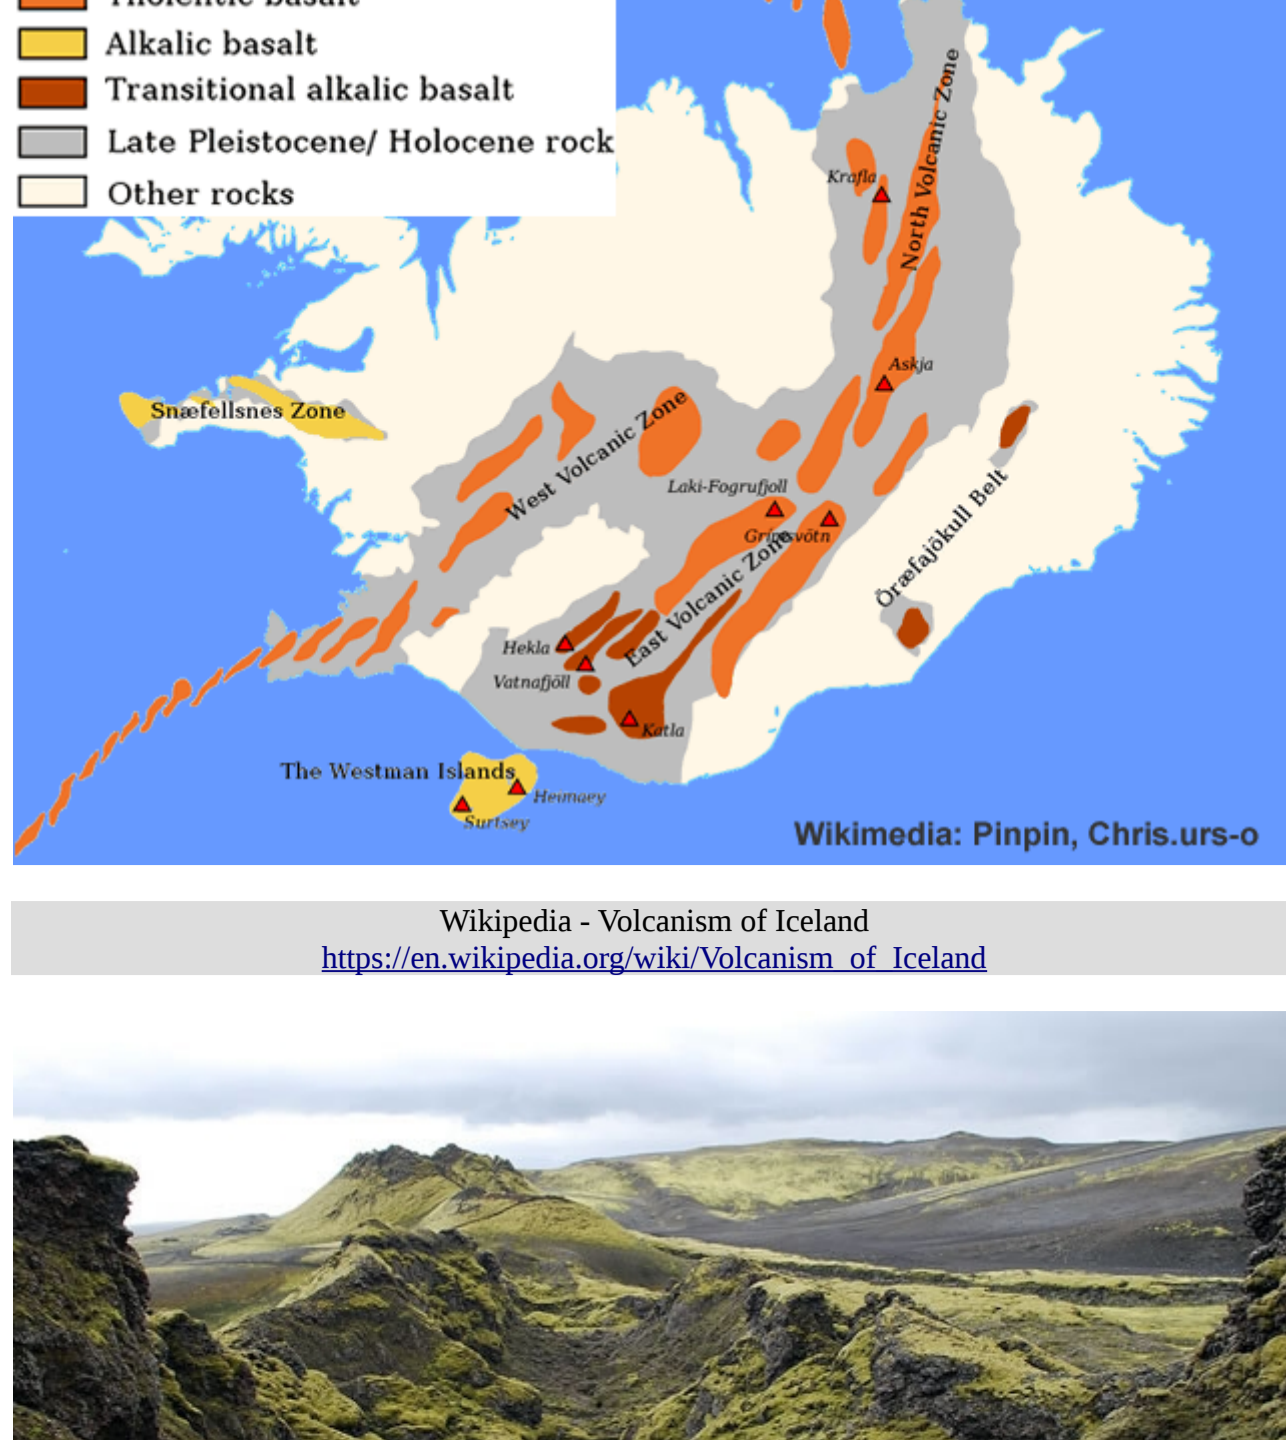 Tholeiitic basalt
Alkalic basalt
Transitional alkalic basalt
Late Pleistocene/ Holocene rock
Other rocks
North Volcanic Zone
Krafla
Askja
Snæfellsnes Zone
West Volcanic Zone
Laki-Fogrufjoll
Grímsvötn
Öræfajökull Belt
East Volcanic Zone
Hekla
Vatnafjöll
Katla
The Westman Islands
Heimaey
Surtsey
Wikimedia: Pinpin, Chris.urs-o
Wikipedia - Volcanism of Iceland
https://en.wikipedia.org/wiki/Volcanism_of_Iceland